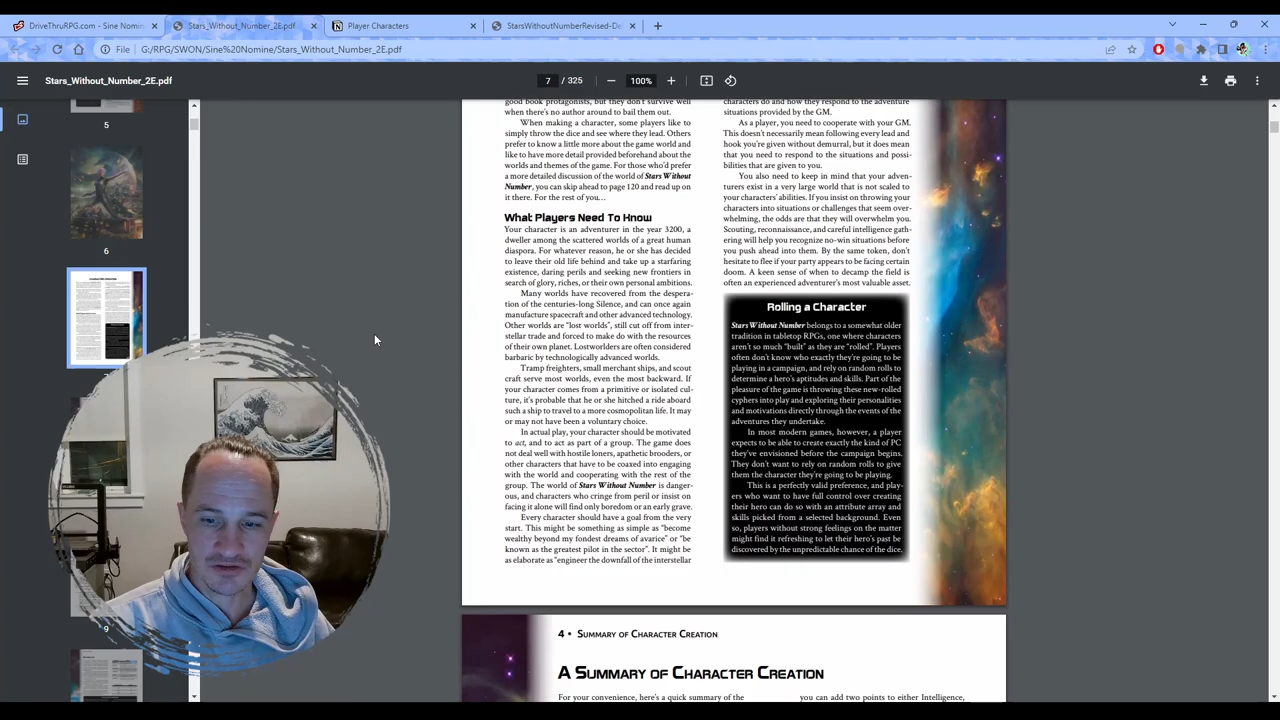 DriveThruRPG.com - Sine Nomin
Stars_Without_Number_2E.pdf
Player Characters
StarsWithoutNumberRevised-De
File
G:/RPG/SWON/Sine%20Nomine/Stars_Without_Number_2E.pdf
Stars_Without_Number_2E.pdf
7 / 325
100%
5
6
9
good book protagonists, but they don't survive well
when there's no author around to bail them out.
When making a character, some players like to
simply throw the dice and see where they lead. Others
prefer to know a little more about the game world and
like to have more detail provided beforehand about the
worlds and themes of the game. For those who'd prefer
a more detailed discussion of the world of Stars Without
Number, you can skip ahead to page 120 and read up on
it there. For the rest of you…
What Players Need To Know
Your character is an adventurer in the year 3200, a
dweller among the scattered worlds of a great human
diaspora. For whatever reason, he or she has decided
to leave their old life behind and take up a starfaring
existence, daring perils and seeking new frontiers in
search of glory, riches, or their own personal ambitions.
Many worlds have recovered from the despera-
tion of the centuries-long Silence, and can once again
manufacture spacecraft and other advanced technology.
Other worlds are "lost worlds", still cut off from inter-
stellar trade and forced to make do with the resources
of their own planet. Lostworlders are often considered
barbaric by technologically advanced worlds.
Tramp freighters, small merchant ships, and scout
craft serve most worlds, even the most backward. If
your character comes from a primitive or isolated cul-
ture, it's probable that he or she hitched a ride aboard
such a ship to travel to a more cosmopolitan life. It may
or may not have been a voluntary choice.
In actual play, your character should be motivated
to act, and to act as part of a group. The game does
not deal well with hostile loners, apathetic brooders, or
other characters that have to be coaxed into engaging
with the world and cooperating with the rest of the
group. The world of Stars Without Number is danger-
ous, and characters who cringe from peril or insist on
facing it alone will find only boredom or an early grave.
Every character should have a goal from the very
start. This might be something as simple as "become
wealthy beyond my fondest dreams of avarice" or "be
known as the greatest pilot in the sector". It might be
as elaborate as "engineer the downfall of the interstellar
characters do and how they respond to the adventure
situations provided by the GM.
As a player, you need to cooperate with your GM.
This doesn't necessarily mean following every lead and
hook you're given without demurral, but it does mean
that you need to respond to the situations and possi-
bilities that are given to you.
You also need to keep in mind that your adven-
turers exist in a very large world that is not scaled to
your characters' abilities. If you insist on throwing your
characters into situations or challenges that seem over-
whelming, the odds are that they will overwhelm you.
Scouting, reconnaissance, and careful intelligence gath-
ering will help you recognize no-win situations before
you push ahead into them. By the same token, don't
hesitate to flee if your party appears to be facing certain
doom. A keen sense of when to decamp the field is
often an experienced adventurer's most valuable asset.
Rolling a Character
Stars Without Number belongs to a somewhat older
tradition in tabletop RPGs, one where characters
aren't so much "built" as they are "rolled". Players
often don't know who exactly they're going to be
playing in a campaign, and rely on random rolls to
determine a hero's aptitudes and skills. Part of the
pleasure of the game is throwing these new-rolled
cyphers into play and exploring their personalities
and motivations directly through the events of the
adventures they undertake.
In most modern games, however, a player
expects to be able to create exactly the kind of PC
they've envisioned before the campaign begins.
They don't want to rely on random rolls to give
them the character they're going to be playing.
This is a perfectly valid preference, and play-
ers who want to have full control over creating
their hero can do so with an attribute array and
skills picked from a selected background. Even
so, players without strong feelings on the matter
might find it refreshing to let their hero's past be
discovered by the unpredictable chance of the dice.
4 • Summary of Character Creation
A Summary of Character Creation
For your convenience, here's a quick summary of the
you can add two points to either Intelligence,